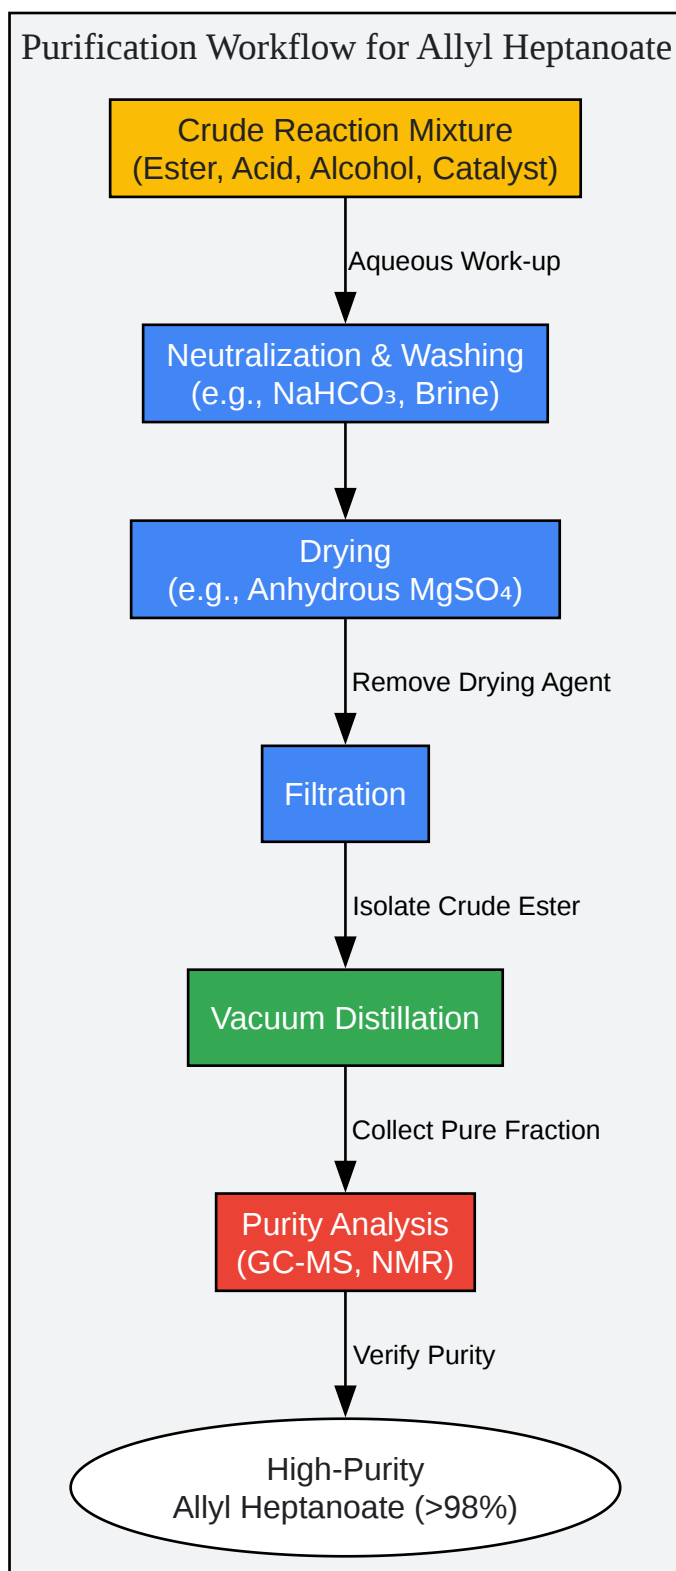 Purification Workflow for Allyl Heptanoate
Crude Reaction Mixture
(Ester, Acid, Alcohol, Catalyst)
Aqueous Work-up
Neutralization & Washing
(e.g., NaHCO₃, Brine)
Drying
(e.g., Anhydrous MgSO₄)
Remove Drying Agent
Filtration
Isolate Crude Ester
Vacuum Distillation
Collect Pure Fraction
Purity Analysis
(GC-MS, NMR)
Verify Purity
High-Purity
Allyl Heptanoate (>98%)